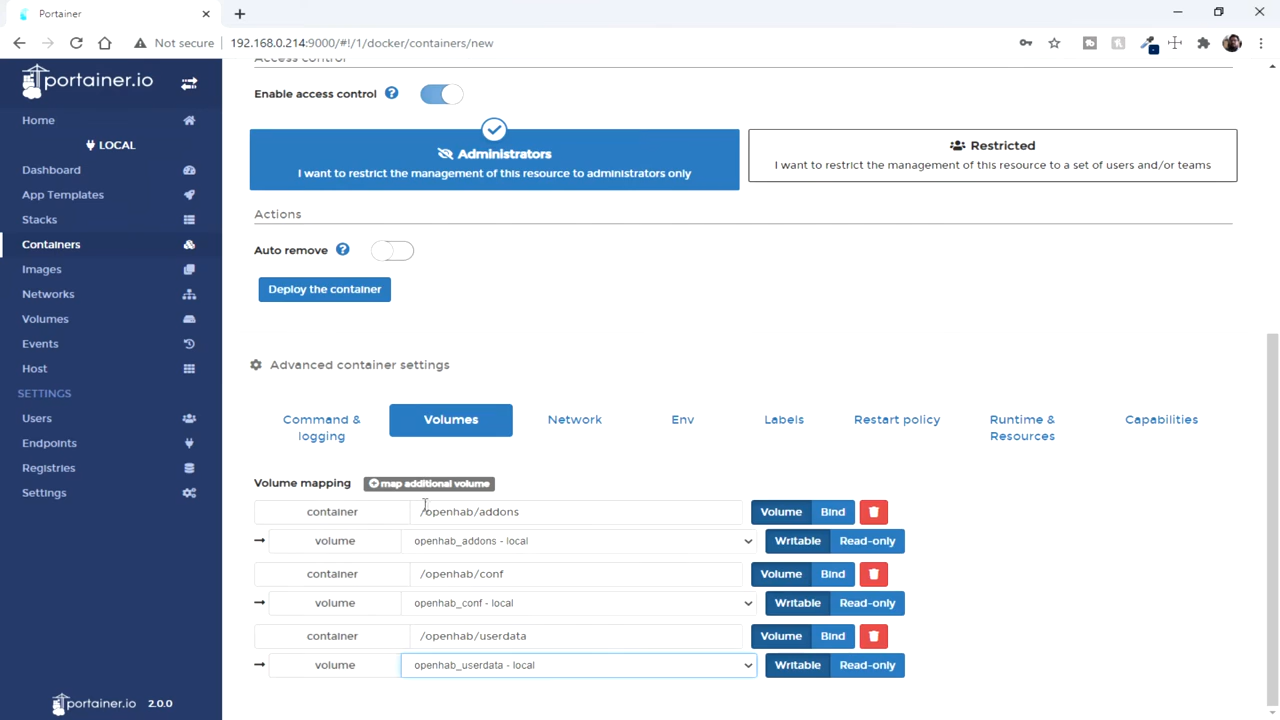 Portainer
Not secure
192.168.0.214:9000/#!/1/docker/containers/new
portainer.io
Home
LOCAL
Dashboard
App Templates
Stacks
Containers
Images
Networks
Volumes
Events
Host
SETTINGS
Users
Endpoints
Registries
Settings
portainer.io 2.0.0
Access control
Enable access control
Administrators
I want to restrict the management of this resource to administrators only
Restricted
I want to restrict the management of this resource to a set of users and/or teams
Actions
Auto remove
Deploy the container
Advanced container settings
Command & logging
Volumes
Network
Env
Labels
Restart policy
Runtime & Resources
Capabilities
Volume mapping map additional volume
container /openhab/addons Volume Bind
volume openhab_addons - local Writable Read-only
container /openhab/conf Volume Bind
volume openhab_conf - local Writable Read-only
container /openhab/userdata Volume Bind
volume openhab_userdata - local Writable Read-only